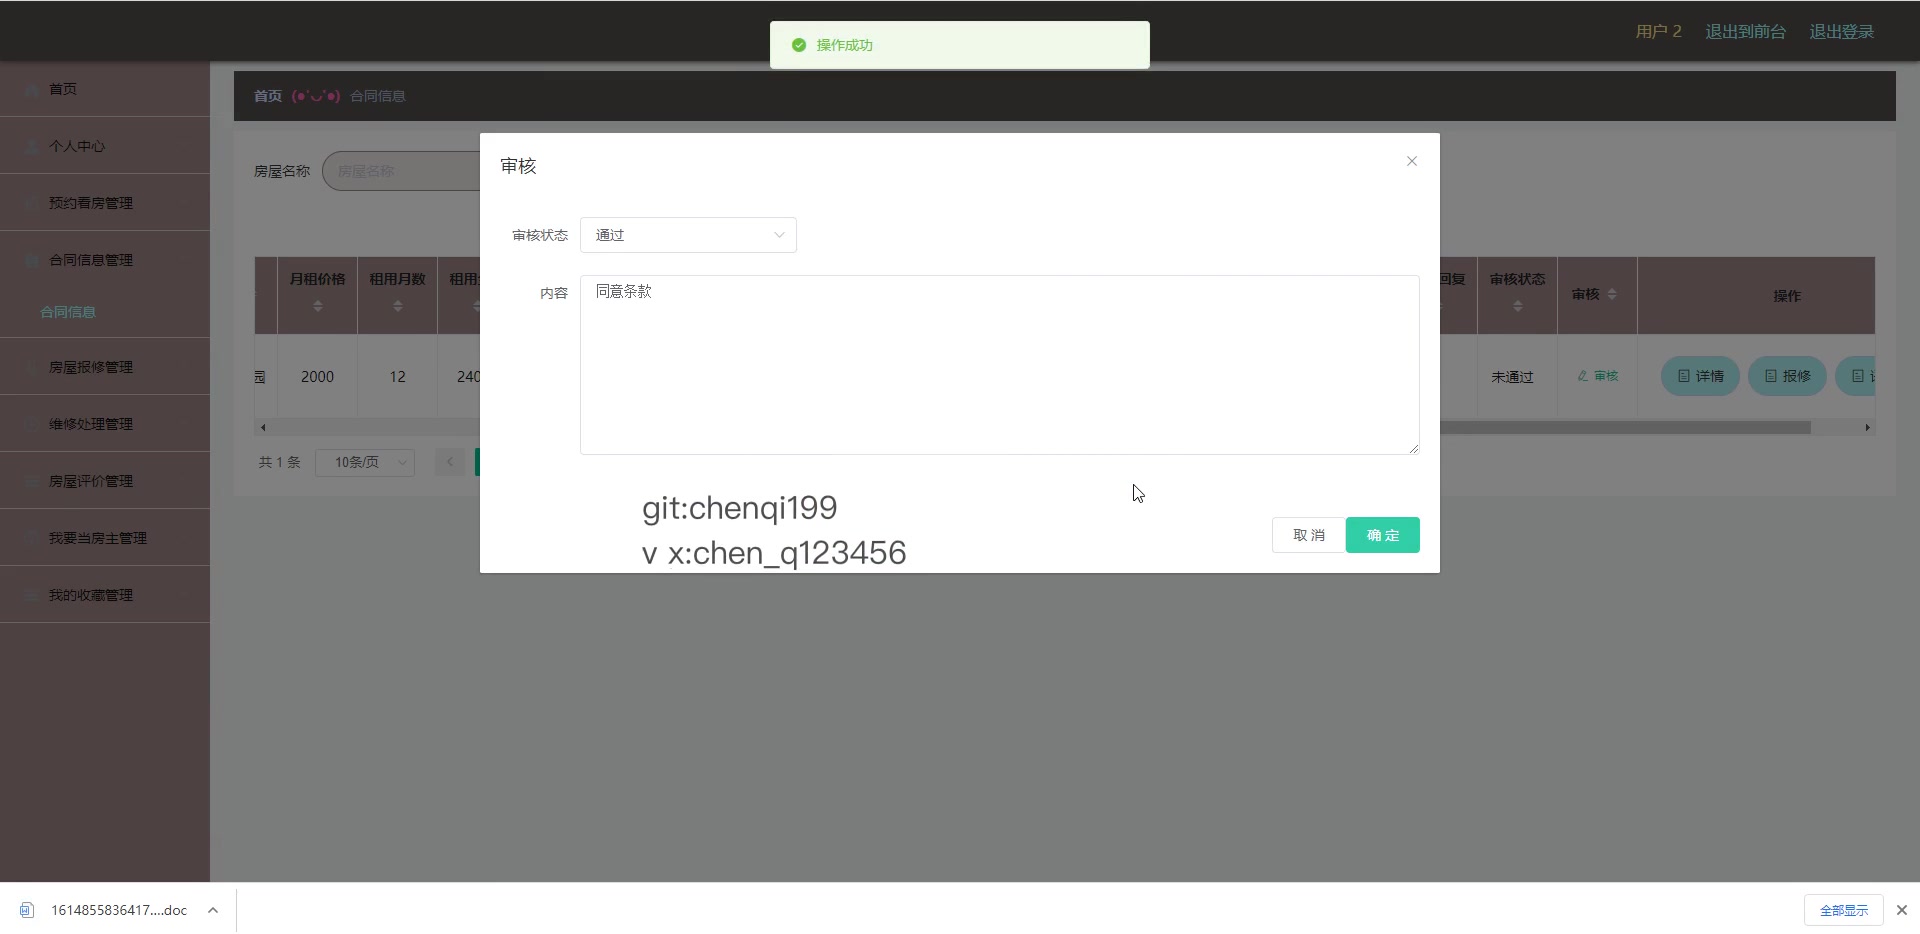 操作成功
用户 2
退出到前台
退出登录
首页
个人中心
预约看房管理
合同信息管理
合同信息
房屋报修管理
维修处理管理
房屋评价管理
我要当房主管理
我的收藏管理
首页 (●'◡'●) 合同信息
房屋名称
房屋名称
月租价格
租用月数
租用
回复
审核状态
审核
操作
园
2000
12
240
未通过
审核
详情
报修
共 1 条
10条/页
审核
审核状态
通过
内容
同意条款
git:chenqi199
v x:chen_q123456
取 消
确 定
1614855836417....doc
全部显示